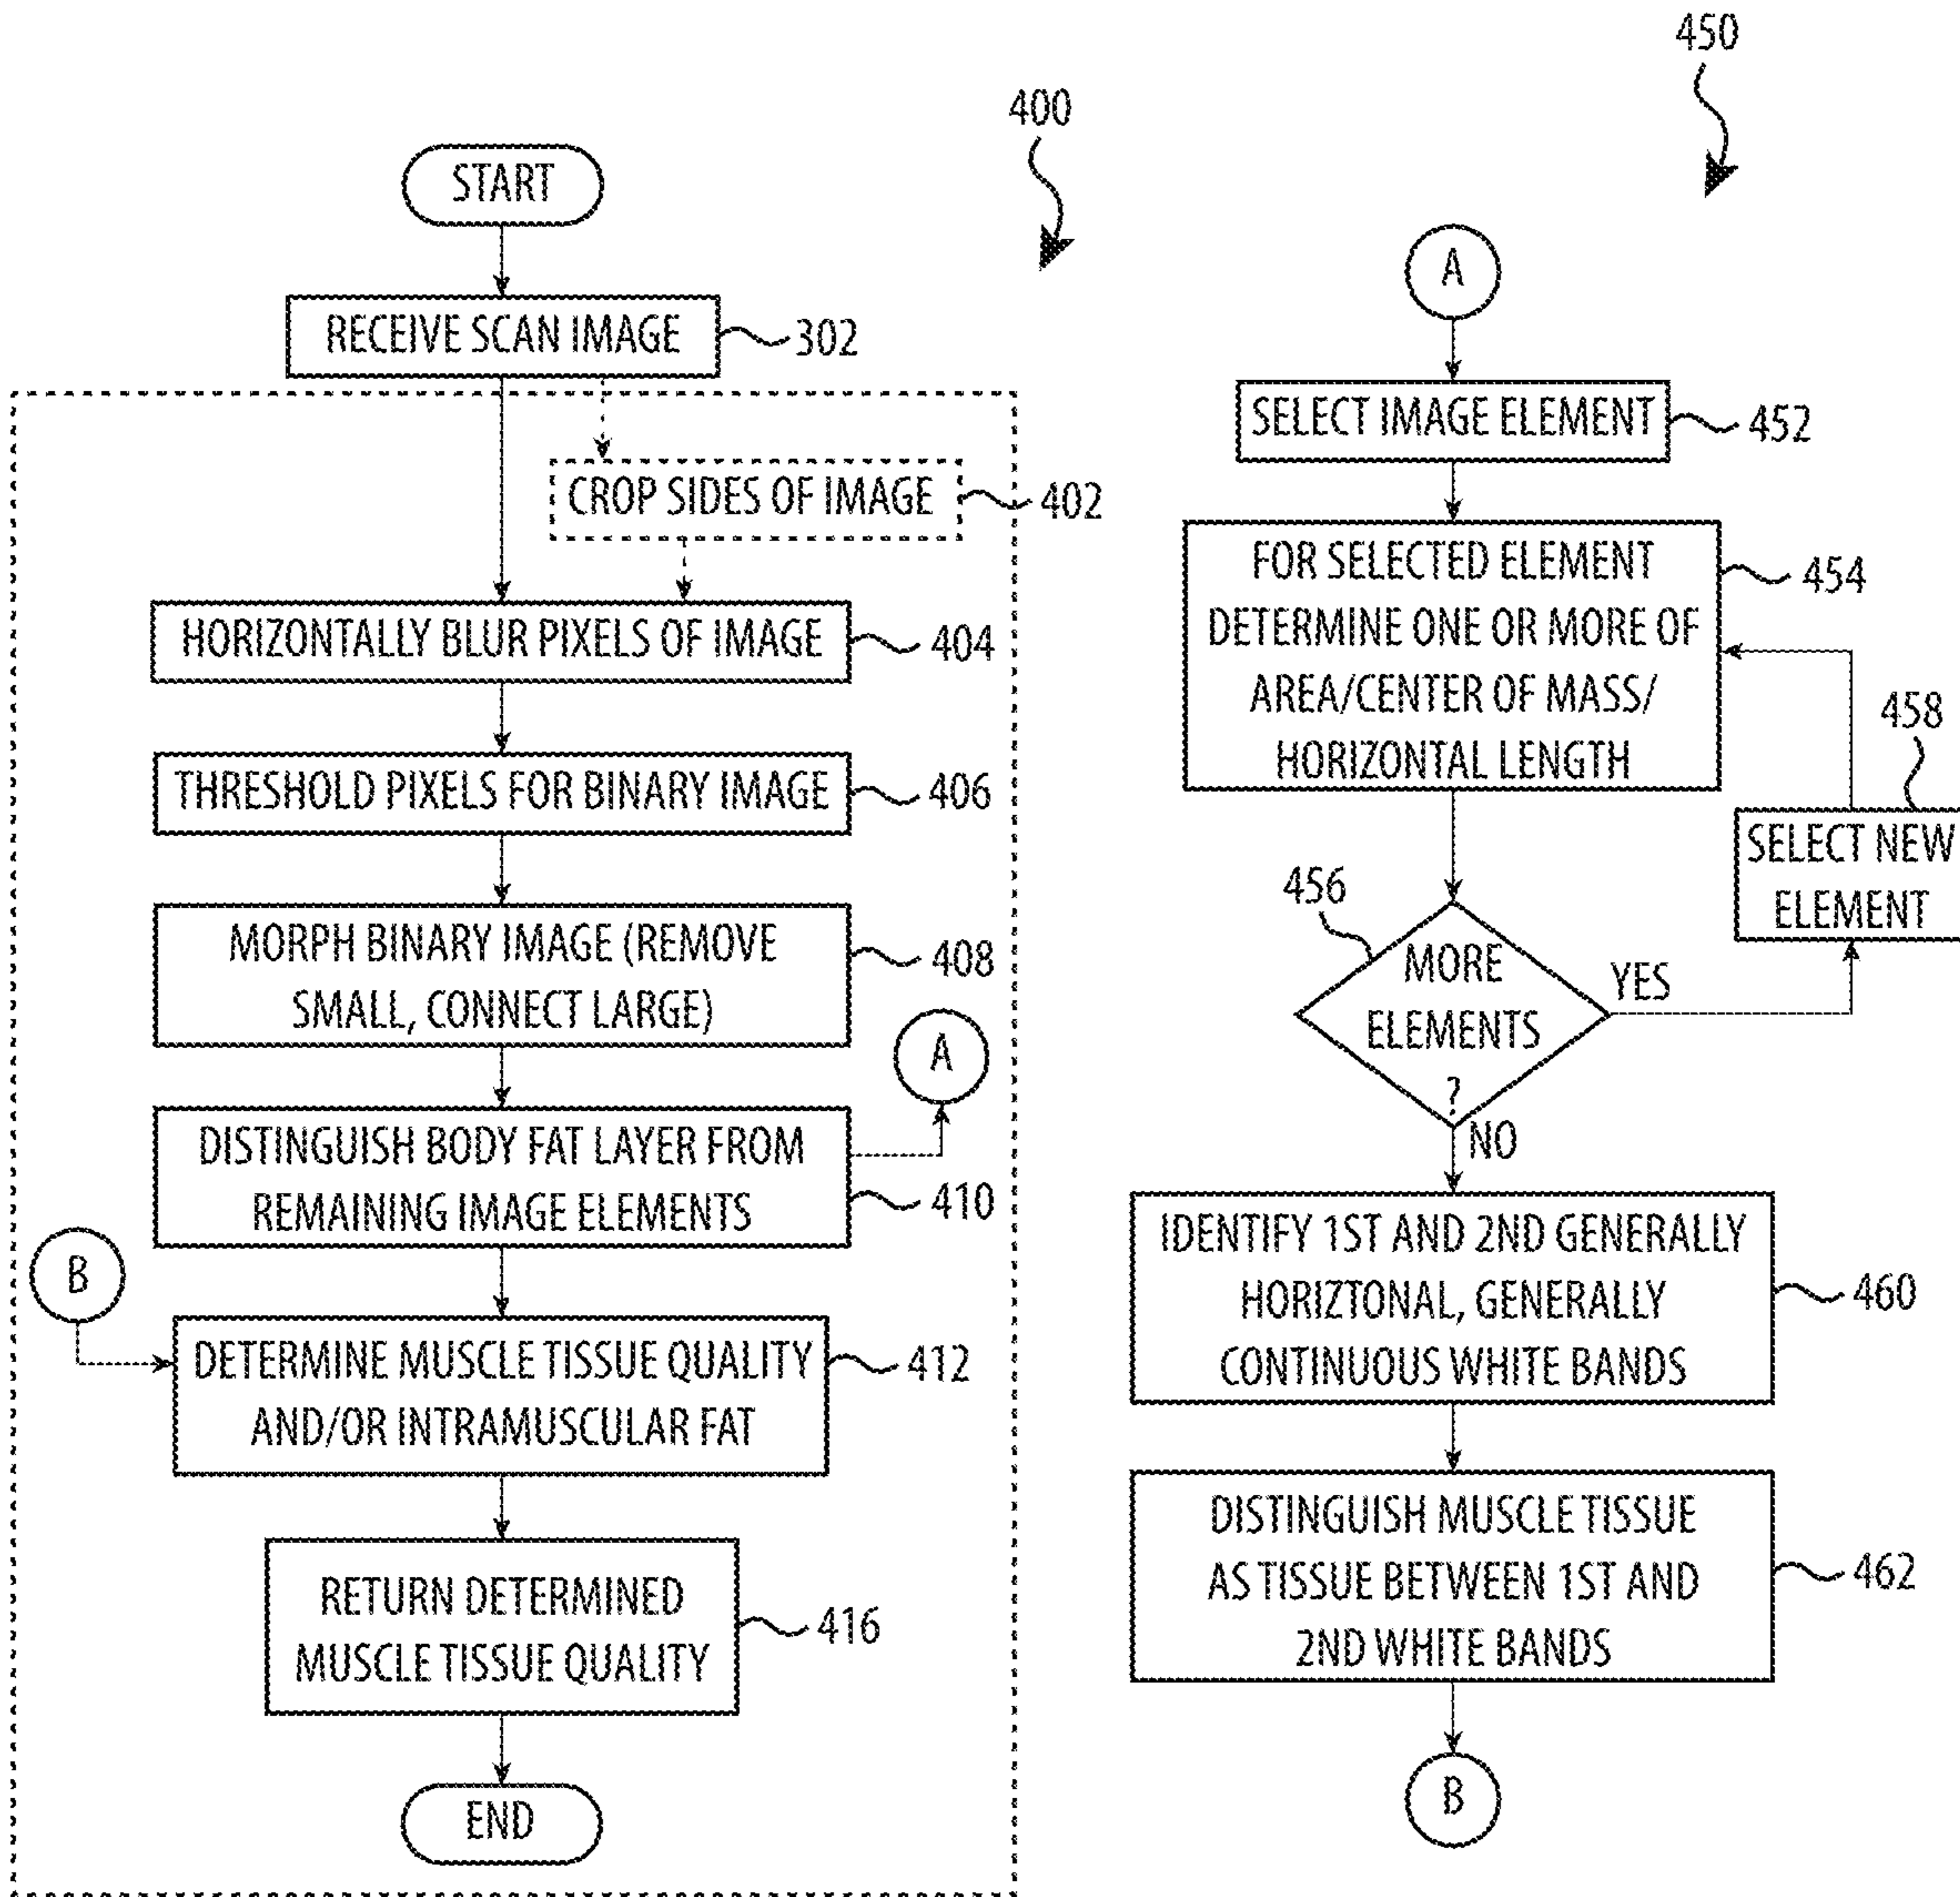 400
START
RECEIVE SCAN IMAGE
302
CROP SIDES OF IMAGE
402
HORIZONTALLY BLUR PIXELS OF IMAGE
404
THRESHOLD PIXELS FOR BINARY IMAGE
406
MORPH BINARY IMAGE (REMOVE
SMALL, CONNECT LARGE)
408
A
DISTINGUISH BODY FAT LAYER FROM
REMAINING IMAGE ELEMENTS
410
B
DETERMINE MUSCLE TISSUE QUALITY
AND/OR INTRAMUSCULAR FAT
412
RETURN DETERMINED
MUSCLE TISSUE QUALITY
416
END
450
A
SELECT IMAGE ELEMENT
452
FOR SELECTED ELEMENT
DETERMINE ONE OR MORE OF
AREA/CENTER OF MASS/
HORIZONTAL LENGTH
454
458
SELECT NEW
ELEMENT
456
MORE
ELEMENTS
?
YES
NO
IDENTIFY 1ST AND 2ND GENERALLY
HORIZTONAL, GENERALLY
CONTINUOUS WHITE BANDS
460
DISTINGUISH MUSCLE TISSUE
AS TISSUE BETWEEN 1ST AND
2ND WHITE BANDS
462
B